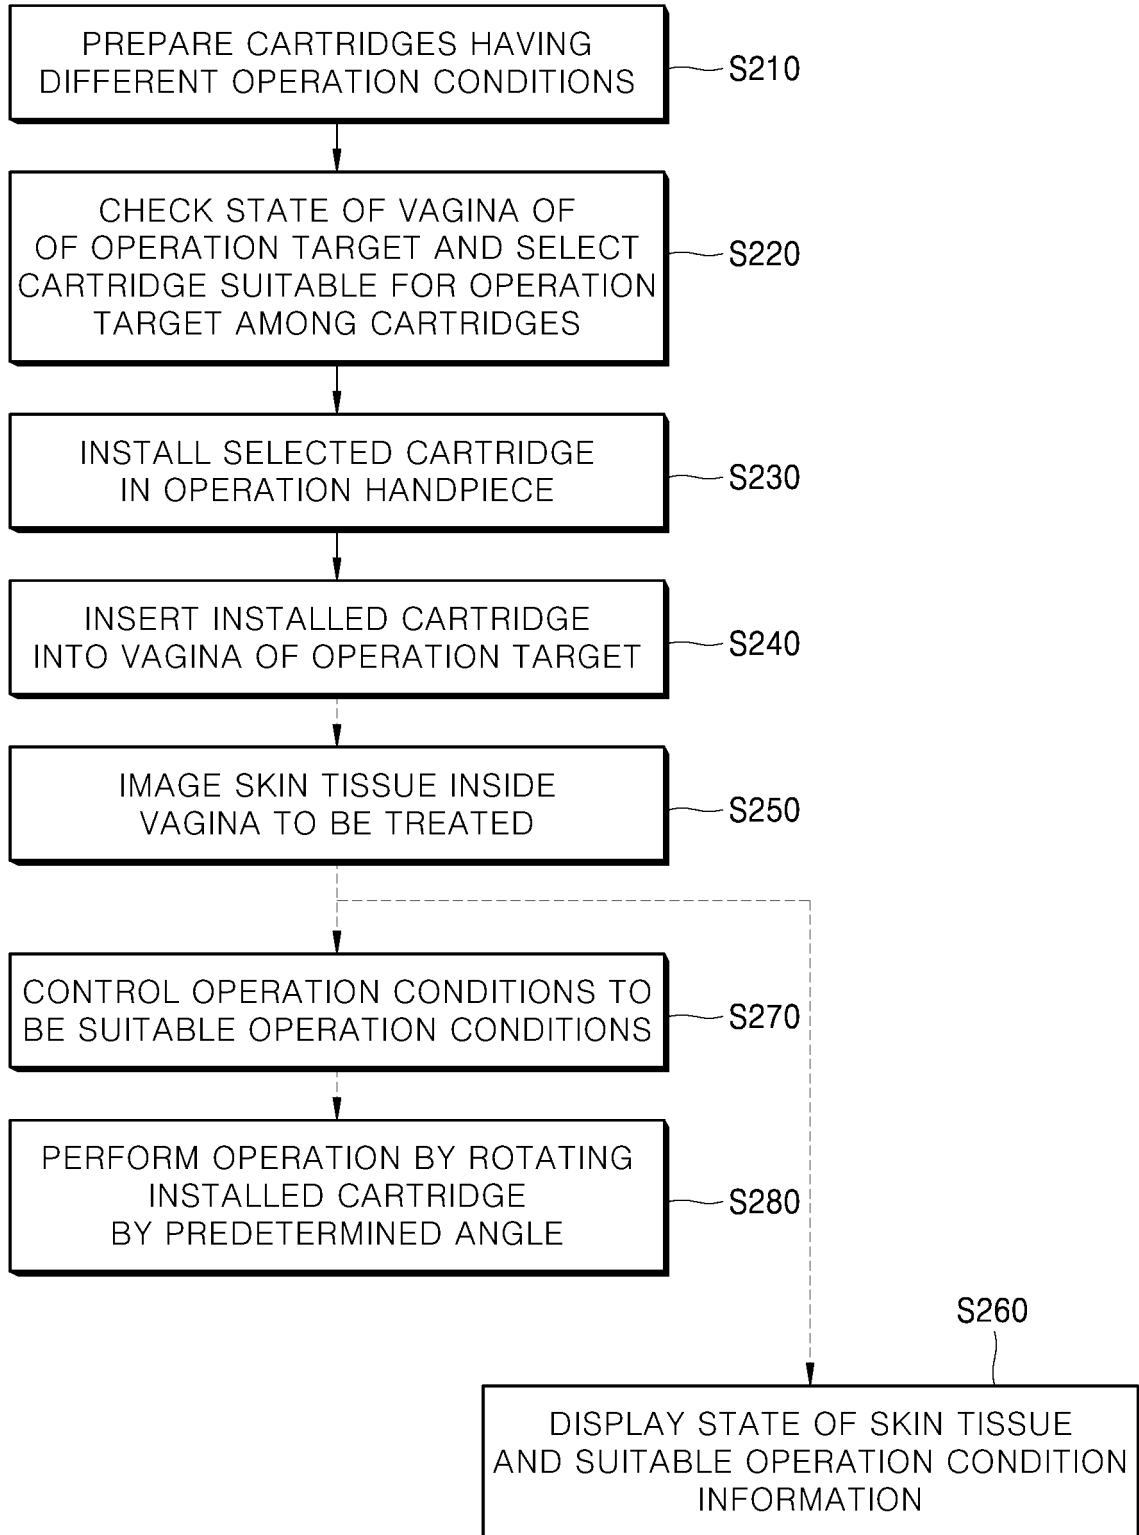 PREPARE CARTRIDGES HAVING
DIFFERENT OPERATION CONDITIONS
S210
CHECK STATE OF VAGINA OF
OF OPERATION TARGET AND SELECT
CARTRIDGE SUITABLE FOR OPERATION
TARGET AMONG CARTRIDGES
S220
INSTALL SELECTED CARTRIDGE
IN OPERATION HANDPIECE
S230
INSERT INSTALLED CARTRIDGE
INTO VAGINA OF OPERATION TARGET
S240
IMAGE SKIN TISSUE INSIDE
VAGINA TO BE TREATED
S250
CONTROL OPERATION CONDITIONS TO
BE SUITABLE OPERATION CONDITIONS
S270
PERFORM OPERATION BY ROTATING
INSTALLED CARTRIDGE
BY PREDETERMINED ANGLE
S280
S260
DISPLAY STATE OF SKIN TISSUE
AND SUITABLE OPERATION CONDITION
INFORMATION